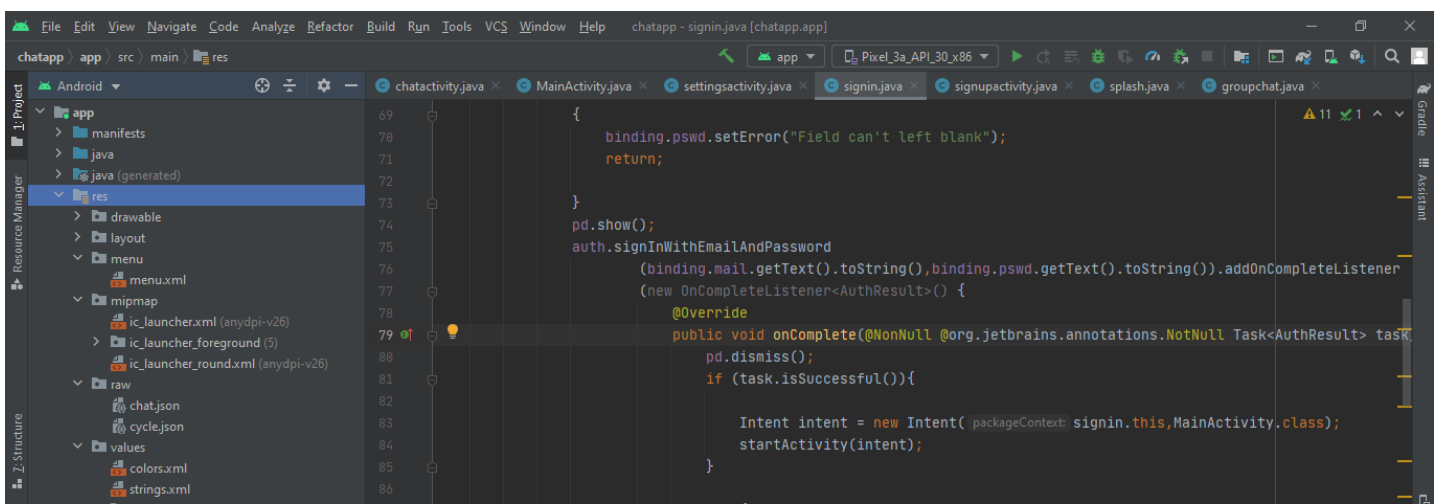 File Edit View Navigate Code Analyze Refactor Build Run Tools VCS Window Help chatapp - signin.java [chatapp.app]
chatapp app src main res app Pixel_3a_API_30_x86
Android chatactivity.java MainActivity.java settingsactivity.java signin.java signupactivity.java splash.java groupchat.java
1: Project
Resource Manager
Z: Structure
app
manifests
java
java (generated)
res
drawable
layout
menu
menu.xml
mipmap
ic_launcher.xml (anydpi-v26)
ic_launcher_foreground (5)
ic_launcher_round.xml (anydpi-v26)
raw
chat.json
cycle.json
values
colors.xml
strings.xml
69 {
70 binding.pswd.setError("Field can't left blank");
71 return;
72
73 }
74 pd.show();
75 auth.signInWithEmailAndPassword
76 (binding.mail.getText().toString(),binding.pswd.getText().toString()).addOnCompleteListener
77 (new OnCompleteListener<AuthResult>() {
78 @Override
79 public void onComplete(@NonNull @org.jetbrains.annotations.NotNull Task<AuthResult> task
80 pd.dismiss();
81 if (task.isSuccessful()){
82
83 Intent intent = new Intent( packageContext: signin.this,MainActivity.class);
84 startActivity(intent);
85 }
86
11 1
Gradle
Assistant